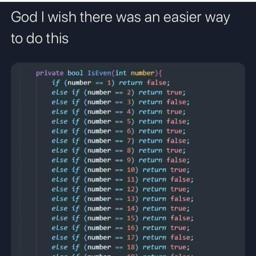 God I wish there was an easier way
to do this
private bool IsEven(int number){
if (number == 1) return false;
else if (number == 2) return true;
else if (number == 3) return false;
else if (number == 4) return true;
else if (number == 5) return false;
else if (number == 6) return true;
else if (number == 7) return false;
else if (number == 8) return true;
else if (number == 9) return false;
else if (number == 10) return true;
else if (number == 11) return false;
else if (number == 12) return true;
else if (number == 13) return false;
else if (number == 14) return true;
else if (number == 15) return false;
else if (number == 16) return true;
else if (number == 17) return false;
else if (number == 18) return true;